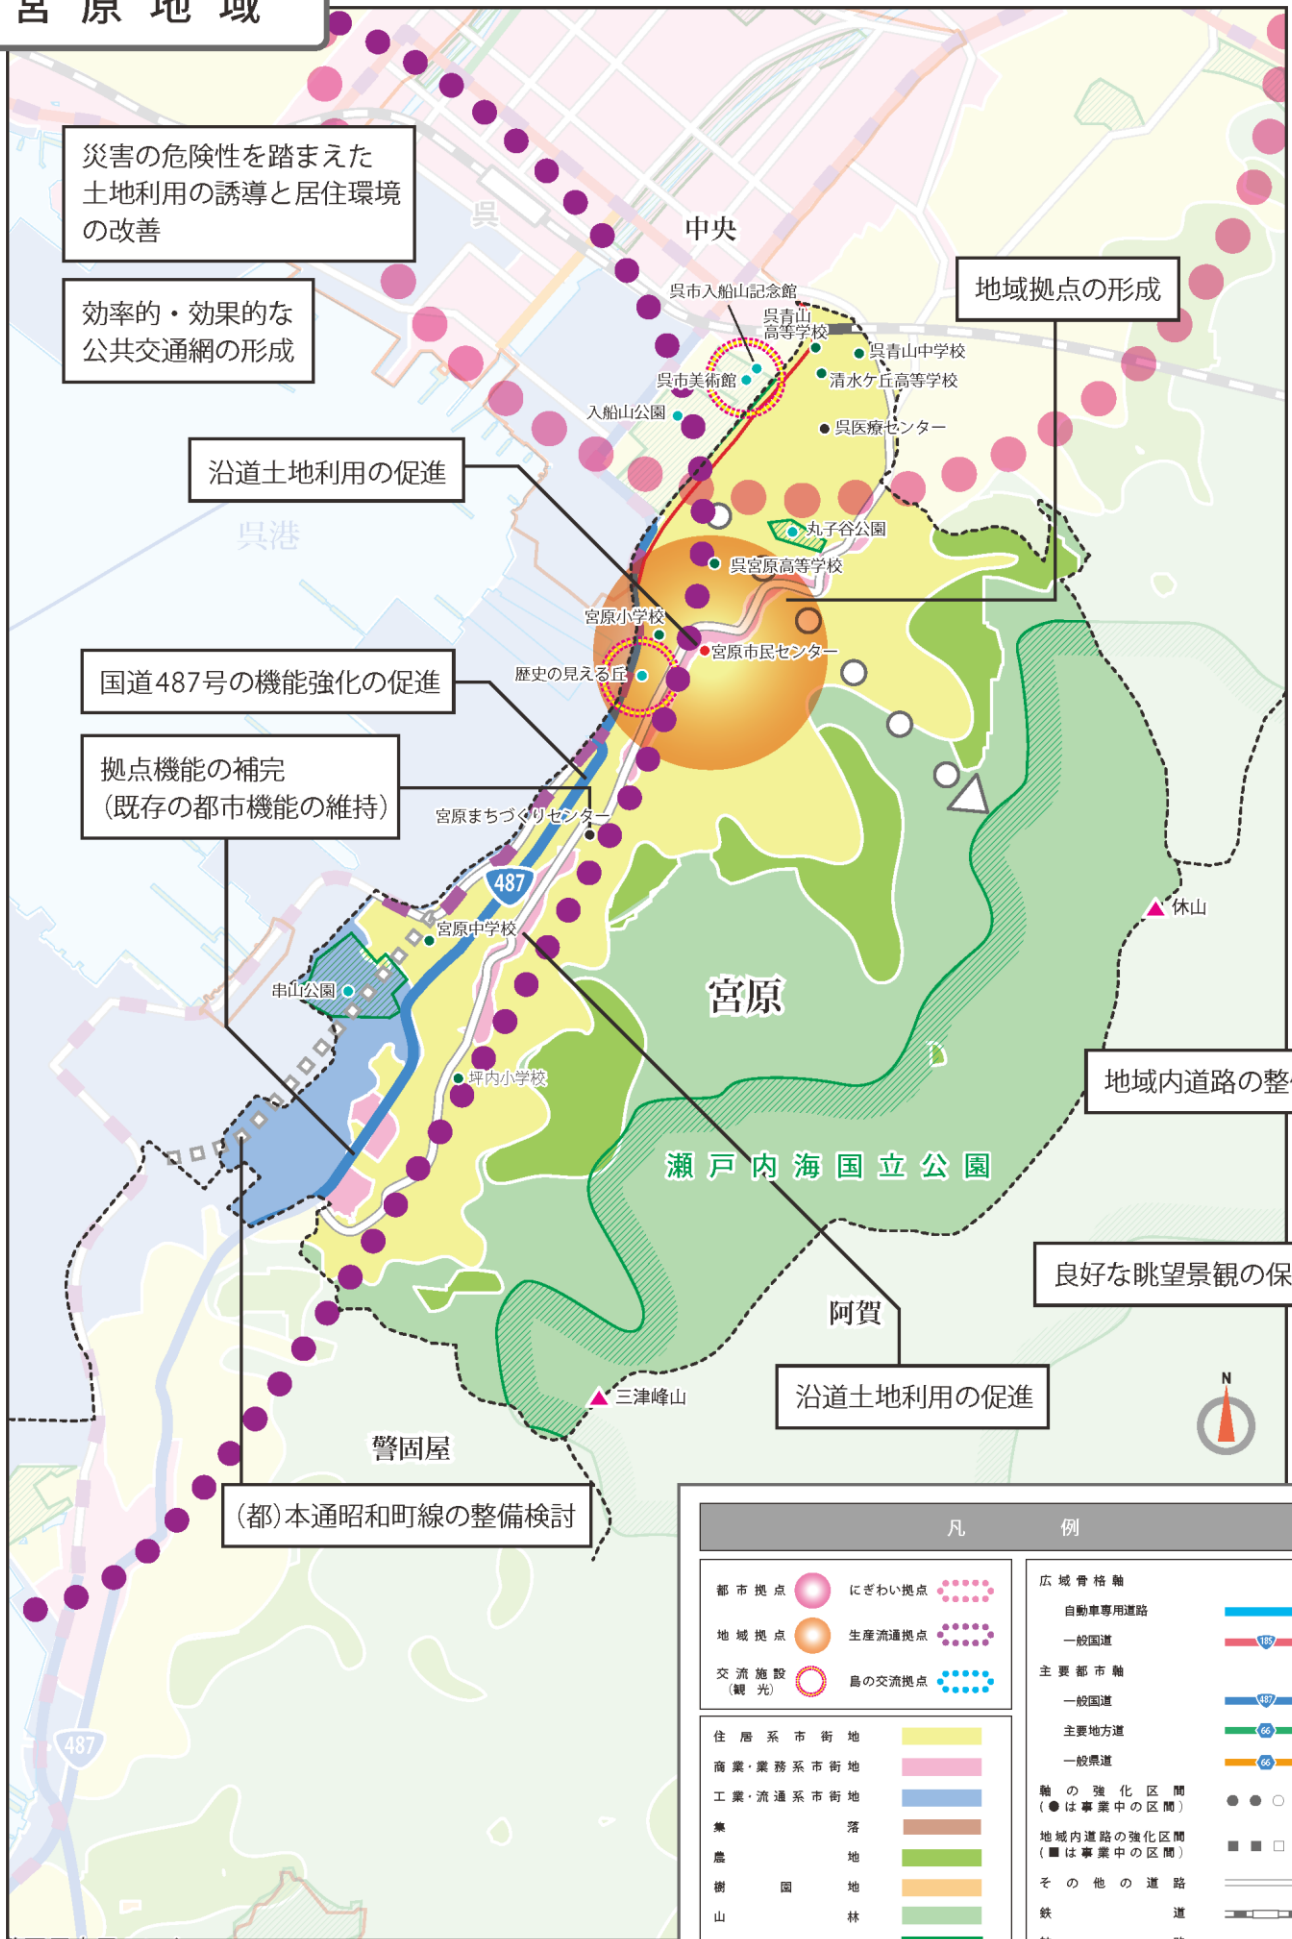 宮原地域
災害の危険性を踏まえた
土地利用の誘導と居住環境
の改善
効率的・効果的な
公共交通網の形成
呉
中央
地域拠点の形成
呉市入船山記念館
呉青山
高等学校
呉青山中学校
呉市美術館
清水ケ丘高等学校
入船山公園
呉医療センター
沿道土地利用の促進
呉港
丸子谷公園
呉宮原高等学校
宮原小学校
宮原市民センター
歴史の見える丘
国道487号の機能強化の促進
拠点機能の補完
（既存の都市機能の維持）
宮原まちづくりセンター
487
休山
宮原中学校
串山公園
宮原
坪内小学校
地域内道路の整
瀬戸内海国立公園
良好な眺望景観の保
阿賀
沿道土地利用の促進
三津峰山
N
警固屋
（都）本通昭和町線の整備検討
487
凡例
都市拠点
にぎわい拠点
地域拠点
生産流通拠点
交流施設
（観光）
島の交流拠点
住居系市街地
商業・業務系市街地
工業・流通系市街地
集落
農地
樹園地
山林
広域骨格軸
自動車専用道路
一般国道
185
主要都市軸
一般国道
487
主要地方道
66
一般県道
66
軸の強化区間
（●は事業中の区間）
地域内道路の強化区間
（■は事業中の区間）
その他の道路
鉄道